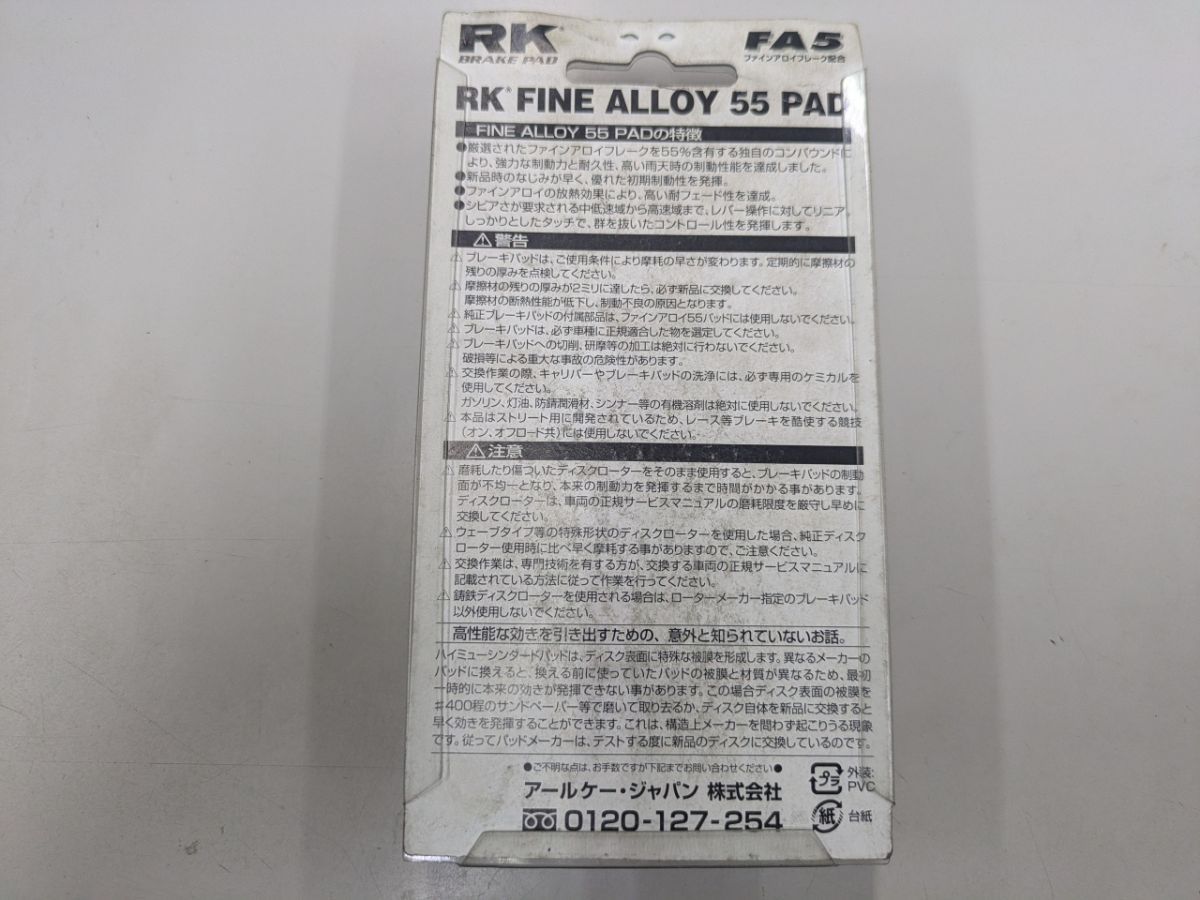 RK
BRAKE PAD
FA5
ファインアロイフレーク配合
RK® FINE ALLOY 55 PAD
FINE ALLOY 55 PADの特徴
●厳選されたファインアロイフレークを55%含有する独自のコンパウンドに
より、強力な制動力と耐久性、高い雨天時の制動性能を達成しました。
●新品時のなじみが早く、優れた初期制動性を発揮。
●ファインアロイの放熱効果により、高い耐フェード性を達成。
●シビアさが要求される中低速域から高速域まで、レバー操作に対してリニア。
しっかりとしたタッチで、群を抜いたコントロール性を発揮します。
⚠警告
⚠ブレーキパッドは、ご使用条件により摩耗の早さが変わります。定期的に摩擦材の
残りの厚みを点検してください。
⚠摩擦材の残りの厚みが2ミリに達したら、必ず新品に交換してください。
摩擦材の断熱性能が低下し、制動不良の原因となります。
⚠純正ブレーキパッドの付属部品は、ファインアロイ55パッドには使用しないでください。
⚠ブレーキパッドは、必ず車種に正規適合した物を選定してください。
⚠ブレーキパッドへの切削、研摩等の加工は絶対に行わないでください。
破損等による重大な事故の危険性があります。
⚠交換作業の際、キャリパーやブレーキパッドの洗浄には、必ず専用のケミカルを
使用してください。
ガソリン、灯油、防錆潤滑材、シンナー等の有機溶剤は絶対に使用しないでください。
⚠本品はストリート用に開発されているため、レース等ブレーキを酷使する競技
(オン、オフロード共)には使用しないでください。
⚠注意
⚠磨耗したり傷ついたディスクローターをそのまま使用すると、ブレーキパッドの制動
面が不均一となり、本来の制動力を発揮するまで時間がかかる事があります。
ディスクローターは、車両の正規サービスマニュアルの磨耗限度を厳守し早めに
交換してください。
⚠ウェーブタイプ等の特殊形状のディスクローターを使用した場合、純正ディスク
ローター使用時に比べ早く摩耗する事がありますので、ご注意ください。
⚠交換作業は、専門技術を有する方が、交換する車両の正規サービスマニュアルに
記載されている方法に従って作業を行ってください。
⚠鋳鉄ディスクローターを使用される場合は、ローターメーカー指定のブレーキパッド
以外使用しないでください。
高性能な効きを引き出すための、意外と知られていないお話。
ハイミューシンタードパッドは、ディスク表面に特殊な被膜を形成します。異なるメーカーの
パッドに換えると、換える前に使っていたパッドの被膜と材質が異なるため、最初
一時的に本来の効きが発揮できない事があります。この場合ディスク表面の被膜を
#400程のサンドペーパー等で磨いて取り去るか、ディスク自体を新品に交換すると
早く効きを発揮することができます。これは、構造上メーカーを問わず起こりうる現象
です。従ってパッドメーカーは、テストする度に新品のディスクに交換しているのです。
●ご不明な点は、お手数ですが下記までお問い合わせください●
アールケー・ジャパン 株式会社
0120-127-254
プラ
外装:
PVC
紙
台紙